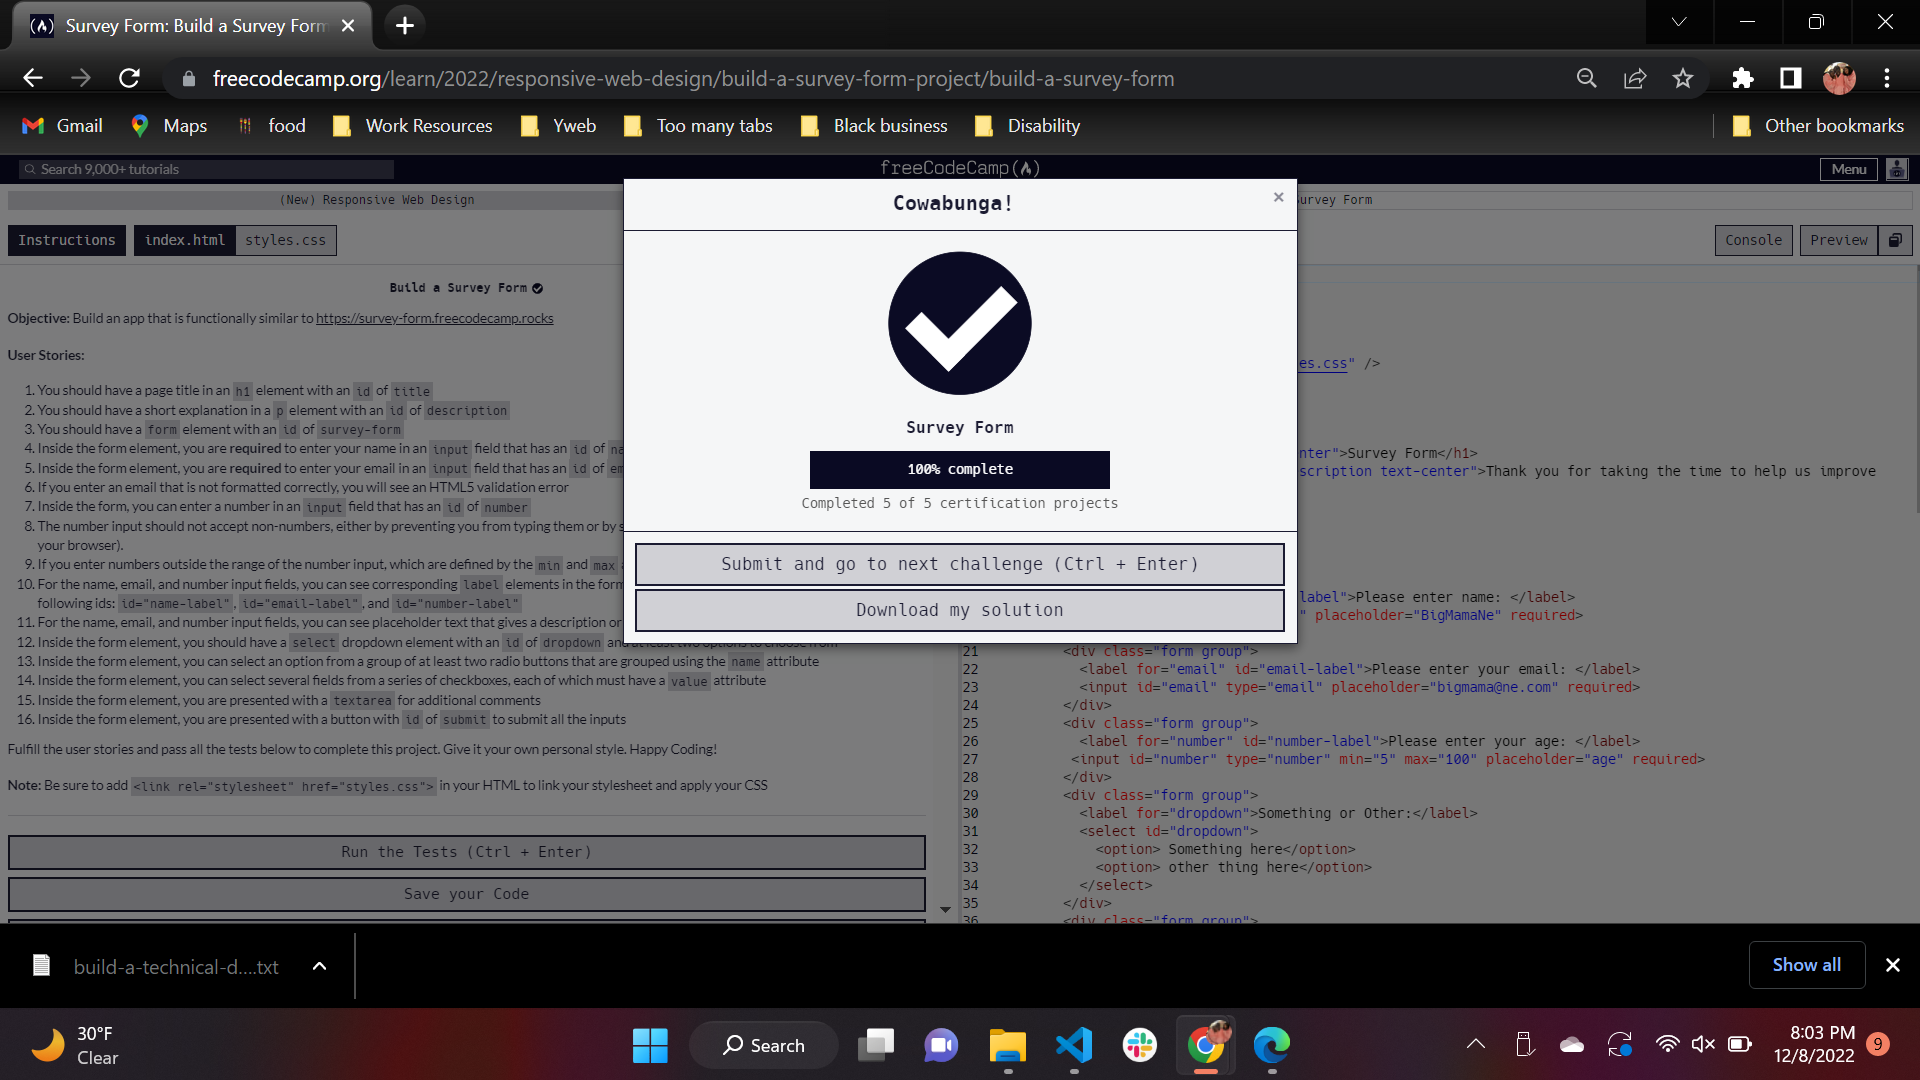 Survey Form: Build a Survey Form
freecodecamp.org/learn/2022/responsive-web-design/build-a-survey-form-project/build-a-survey-form
Gmail Maps food Work Resources Yweb Too many tabs Black business Disability Other bookmarks
Search 9,000+ tutorials freeCodeCamp Menu
(New) Responsive Web Design
urvey Form
Instructions index.html styles.css Console Preview
Build a Survey Form
Objective: Build an app that is functionally similar to https://survey-form.freecodecamp.rocks
User Stories:
1. You should have a page title in an h1 element with an id of title
2. You should have a short explanation in a p element with an id of description
3. You should have a form element with an id of survey-form
4. Inside the form element, you are required to enter your name in an input field that has an id of na
5. Inside the form element, you are required to enter your email in an input field that has an id of em
6. If you enter an email that is not formatted correctly, you will see an HTML5 validation error
7. Inside the form, you can enter a number in an input field that has an id of number
8. The number input should not accept non-numbers, either by preventing you from typing them or by s
your browser).
9. If you enter numbers outside the range of the number input, which are defined by the min and max
10. For the name, email, and number input fields, you can see corresponding label elements in the form
following ids: id="name-label", id="email-label", and id="number-label"
11. For the name, email, and number input fields, you can see placeholder text that gives a description or
12. Inside the form element, you should have a select dropdown element with an id of dropdown and at least two options to choose from
13. Inside the form element, you can select an option from a group of at least two radio buttons that are grouped using the name attribute
14. Inside the form element, you can select several fields from a series of checkboxes, each of which must have a value attribute
15. Inside the form element, you are presented with a textarea for additional comments
16. Inside the form element, you are presented with a button with id of submit to submit all the inputs
Fulfill the user stories and pass all the tests below to complete this project. Give it your own personal style. Happy Coding!
Note: Be sure to add <link rel="stylesheet" href="styles.css"> in your HTML to link your stylesheet and apply your CSS
Run the Tests (Ctrl + Enter)
Save your Code
Cowabunga!
×
Survey Form
100% complete
Completed 5 of 5 certification projects
Submit and go to next challenge (Ctrl + Enter)
Download my solution
es.css" />
nter">Survey Form</h1>
scription text-center">Thank you for taking the time to help us improve
label">Please enter name: </label>
" placeholder="BigMamaNe" required>
21 <div class="form group">
22 <label for="email" id="email-label">Please enter your email: </label>
23 <input id="email" type="email" placeholder="bigmama@ne.com" required>
24 </div>
25 <div class="form group">
26 <label for="number" id="number-label">Please enter your age: </label>
27 <input id="number" type="number" min="5" max="100" placeholder="age" required>
28 </div>
29 <div class="form group">
30 <label for="dropdown">Something or Other:</label>
31 <select id="dropdown">
32 <option> Something here</option>
33 <option> other thing here</option>
34 </select>
35 </div>
36 <div class="form group">
build-a-technical-d....txt Show all
30°F
Clear
Search
8:03 PM
12/8/2022
9